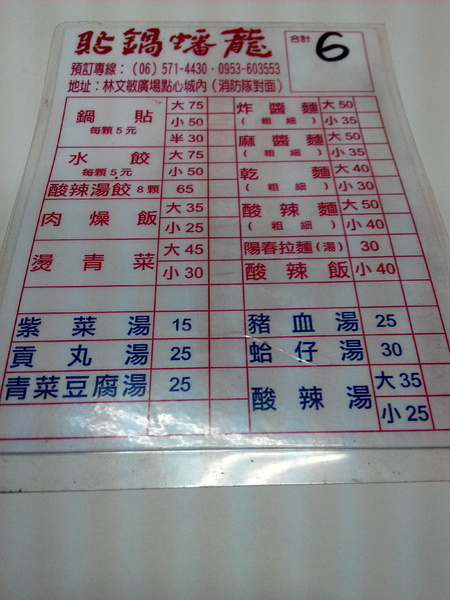 貼鍋蟠龍
合計 6
預訂專線：(06) 571-4430 · 0953-603553
地址：林文敏廣場點心城內（消防隊對面）
鍋貼 每顆5元 大 75
小 50
半 30
水餃 每顆5元 大 75
小 50
酸辣湯餃 8顆 65
肉燥飯 大 35
小 25
燙青菜 大 45
小 30
炸醬麵（粗細） 大 50
小 35
麻醬麵（粗細） 大 50
小 35
乾麵（粗細） 大 40
小 30
酸辣麵（粗細） 大 50
小 40
陽春拉麵（湯） 30
酸辣飯 小 40
紫菜湯 15
貢丸湯 25
青菜豆腐湯 25
豬血湯 25
蛤仔湯 30
酸辣湯 大 35
小 25